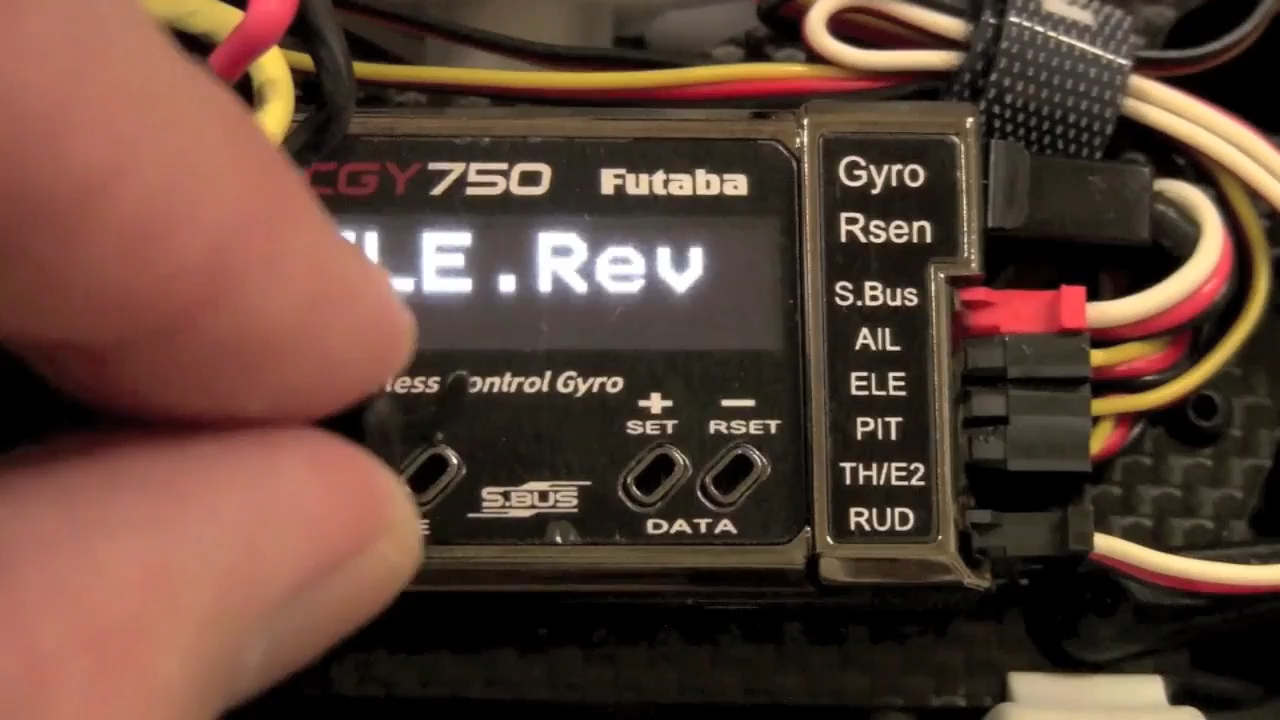 CGY750 Futaba
LE.Rev
less Control Gyro
+ −
SET RSET
S.BUS
E DATA
Gyro
Rsen
S.Bus
AIL
ELE
PIT
TH/E2
RUD